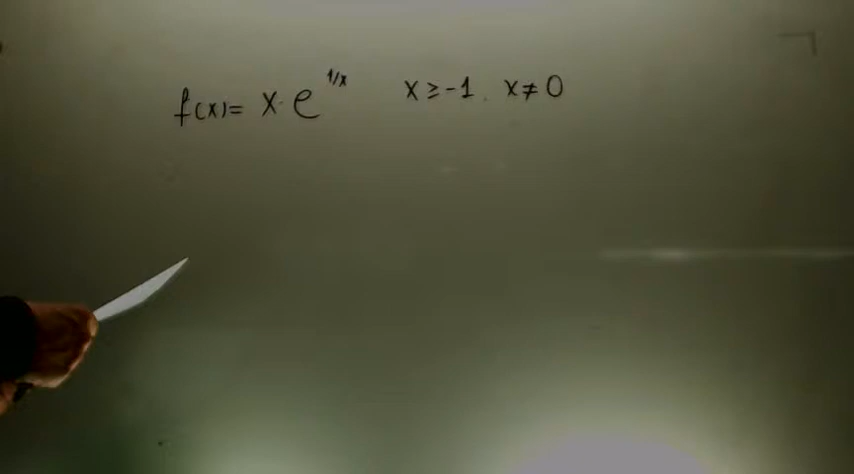 f(x)= x·e^{1/x} x ≥ -1. x ≠ 0